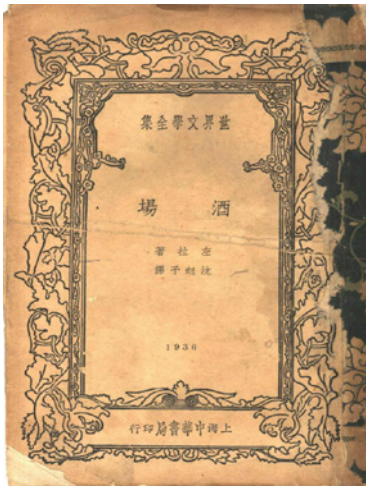 世界文學全集
酒場
左拉著
沈起予譯
1936
上海中華書局印行